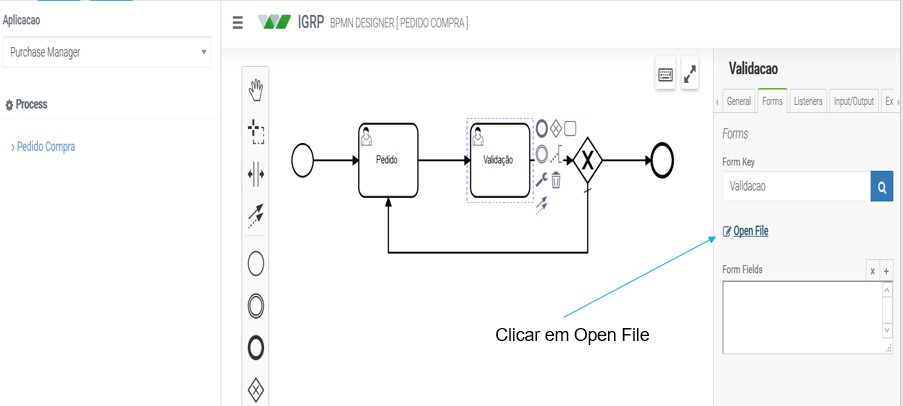 Aplicacao
Purchase Manager
Process
Pedido Compra
IGRP BPMN DESIGNER [ PEDIDO COMPRA ]
Pedido
Validação
Clicar em Open File
Validacao
General Forms Listeners Input/Output Ex
Forms
Form Key
Validacao
Open File
Form Fields x +